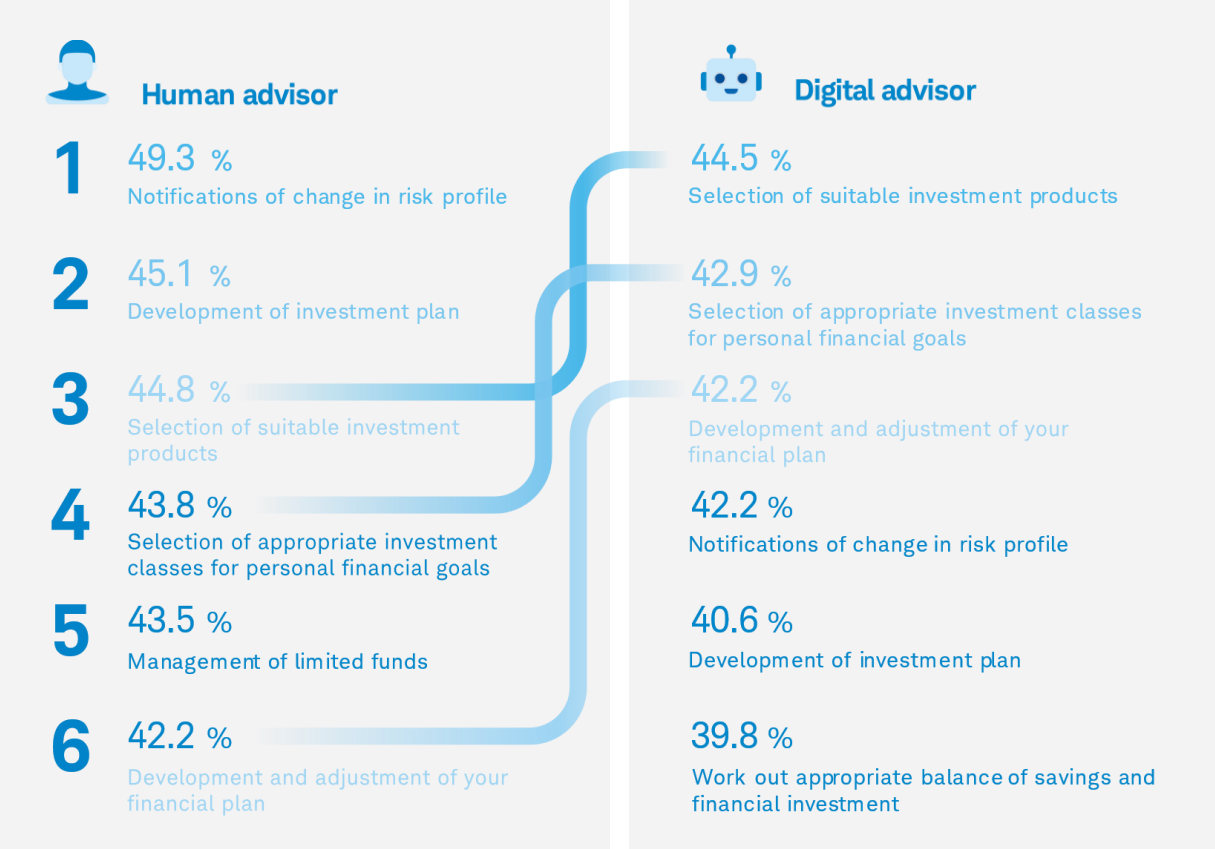 Human advisor
1
49.3 %
Notifications of change in risk profile
2
45.1 %
Development of investment plan
3
44.8 %
Selection of suitable investment
products
4
43.8 %
Selection of appropriate investment
classes for personal financial goals
5
43.5 %
Management of limited funds
6
42.2 %
Development and adjustment of your
financial plan
Digital advisor
44.5 %
Selection of suitable investment products
42.9 %
Selection of appropriate investment classes
for personal financial goals
42.2 %
Development and adjustment of your
financial plan
42.2 %
Notifications of change in risk profile
40.6 %
Development of investment plan
39.8 %
Work out appropriate balance of savings and
financial investment